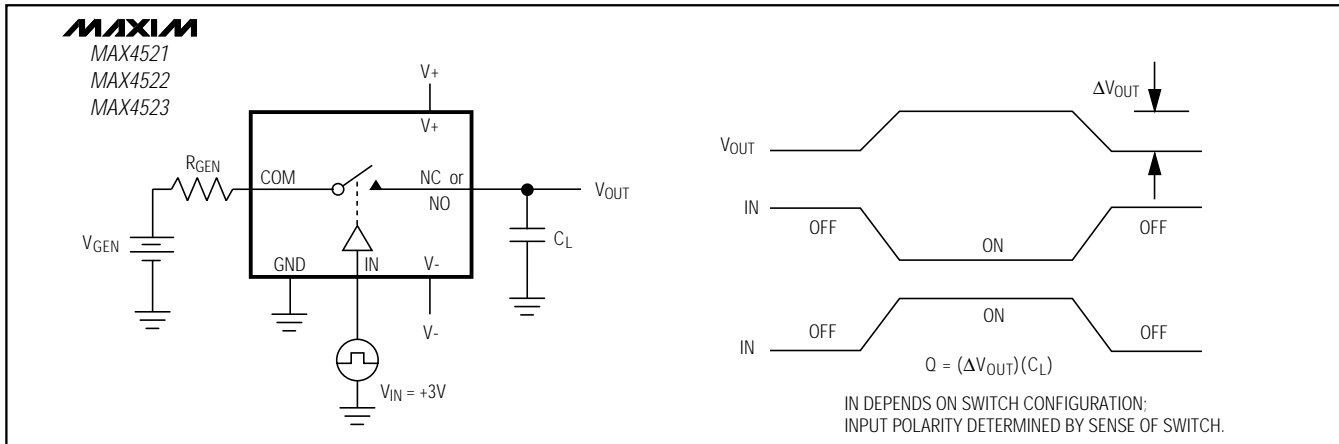 MAXIM
MAX4521
MAX4522
MAX4523
V+
V+
RGEN
COM
NC or
NO
VOUT
VGEN
CL
GND
IN
V-
V-
VIN = +3V
ΔVOUT
VOUT
IN
OFF
ON
OFF
IN
OFF
ON
OFF
Q = (ΔVOUT)(CL)
IN DEPENDS ON SWITCH CONFIGURATION;
INPUT POLARITY DETERMINED BY SENSE OF SWITCH.